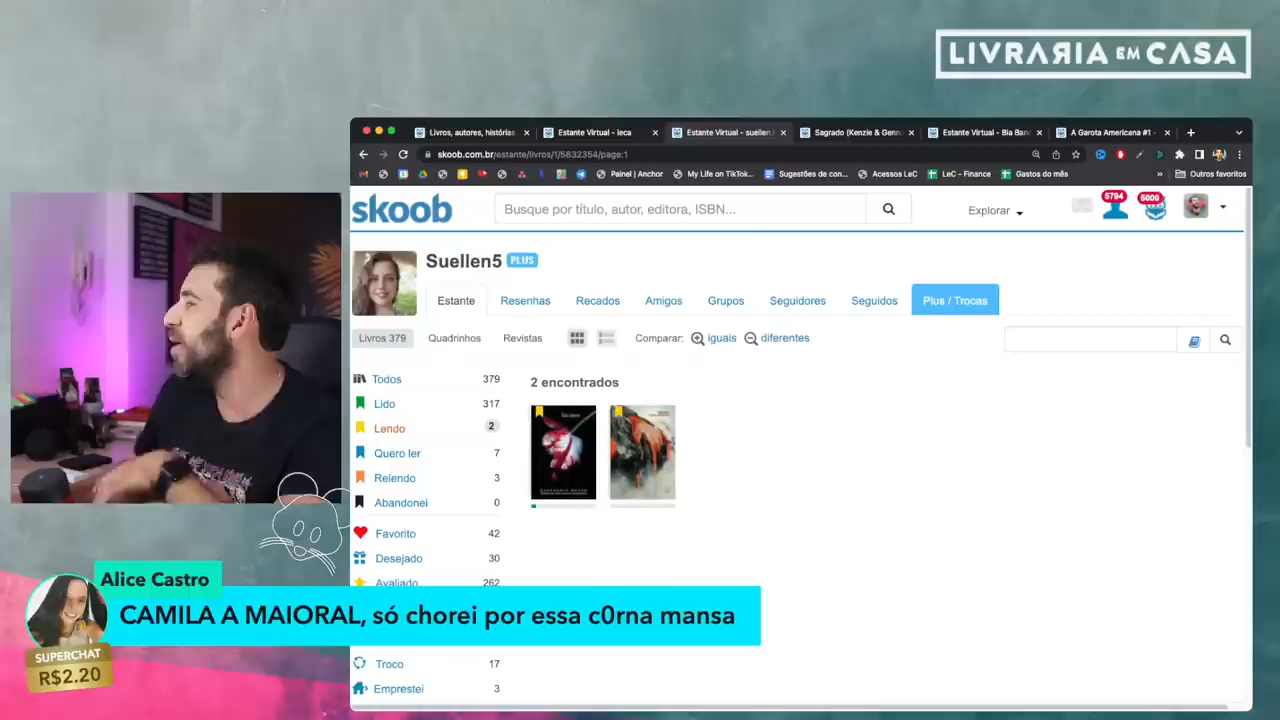 LIVRARIA EM CASA
Livros, autores, histórias
Estante Virtual - leca
Estante Virtual - suellen.
Sagrado (Kenzie & Genn
Estante Virtual - Bia Ban
A Garota Americana #1 -
skoob.com.br/estante/livros/1/5832354/page:1
Painel | Anchor
My Life on TikTok...
Sugestões de con...
Acessos LeC
LeC - Finance
Gastos do mês
Outros favoritos
skoob
Busque por título, autor, editora, ISBN...
Explorar
5794
5000
Suellen5 PLUS
Estante Resenhas Recados Amigos Grupos Seguidores Seguidos Plus / Trocas
Livros 379 Quadrinhos Revistas Comparar: iguais diferentes
Todos 379
2 encontrados
Lido 317
Lendo 2
Quero ler 7
Relendo 3
Abandonei 0
Favorito 42
Desejado 30
Avaliado 262
Alice Castro
CAMILA A MAIORAL, só chorei por essa c0rna mansa
SUPERCHAT
R$2.20
Troco 17
Emprestei 3